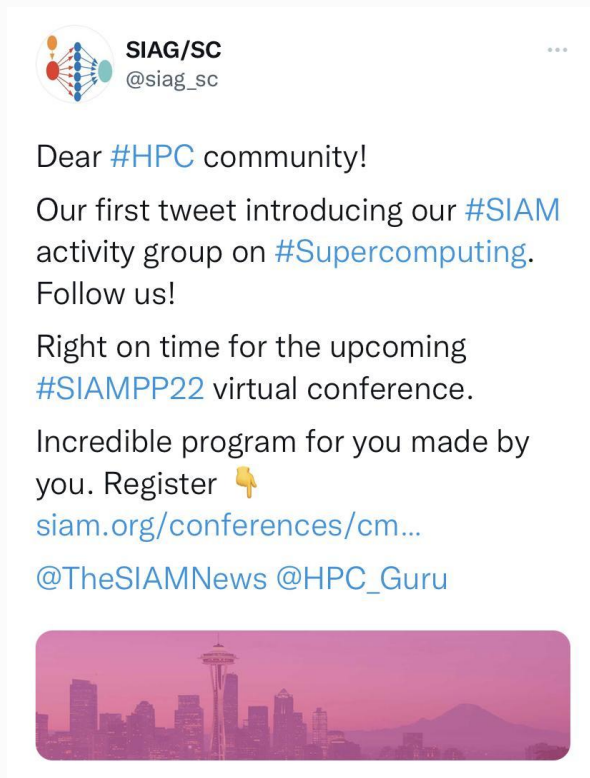 SIAG/SC
@siag_sc
Dear #HPC community!
Our first tweet introducing our #SIAM
activity group on #Supercomputing.
Follow us!
Right on time for the upcoming
#SIAMPP22 virtual conference.
Incredible program for you made by
you. Register 👇
siam.org/conferences/cm...
@TheSIAMNews @HPC_Guru